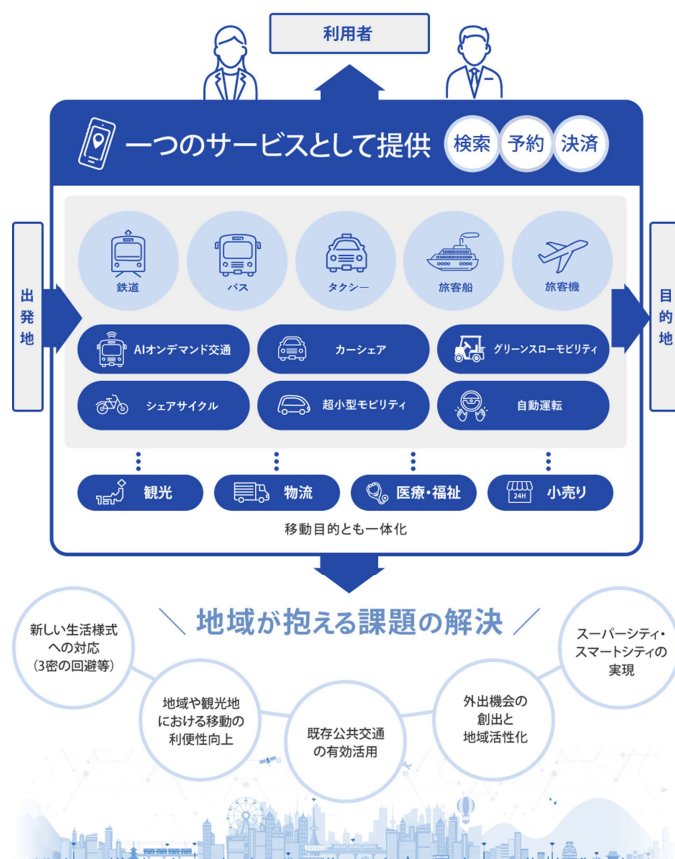 利用者
一つのサービスとして提供
検索
予約
決済
出発地
目的地
鉄道
バス
タクシー
旅客船
旅客機
AIオンデマンド交通
カーシェア
グリーンスローモビリティ
シェアサイクル
超小型モビリティ
自動運転
観光
物流
医療・福祉
24H
小売り
移動目的とも一体化
地域が抱える課題の解決
新しい生活様式
への対応
（3密の回避等）
地域や観光地
における移動の
利便性向上
既存公共交通
の有効活用
外出機会の
創出と
地域活性化
スーパーシティ・
スマートシティの
実現